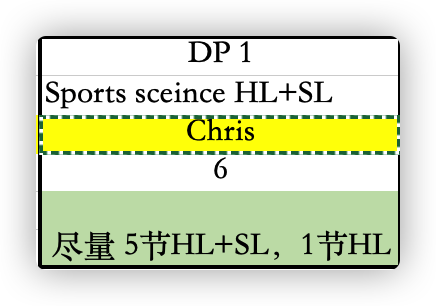 DP 1
Sports sceince HL+SL
Chris
6
尽量 5节HL+SL，1节HL